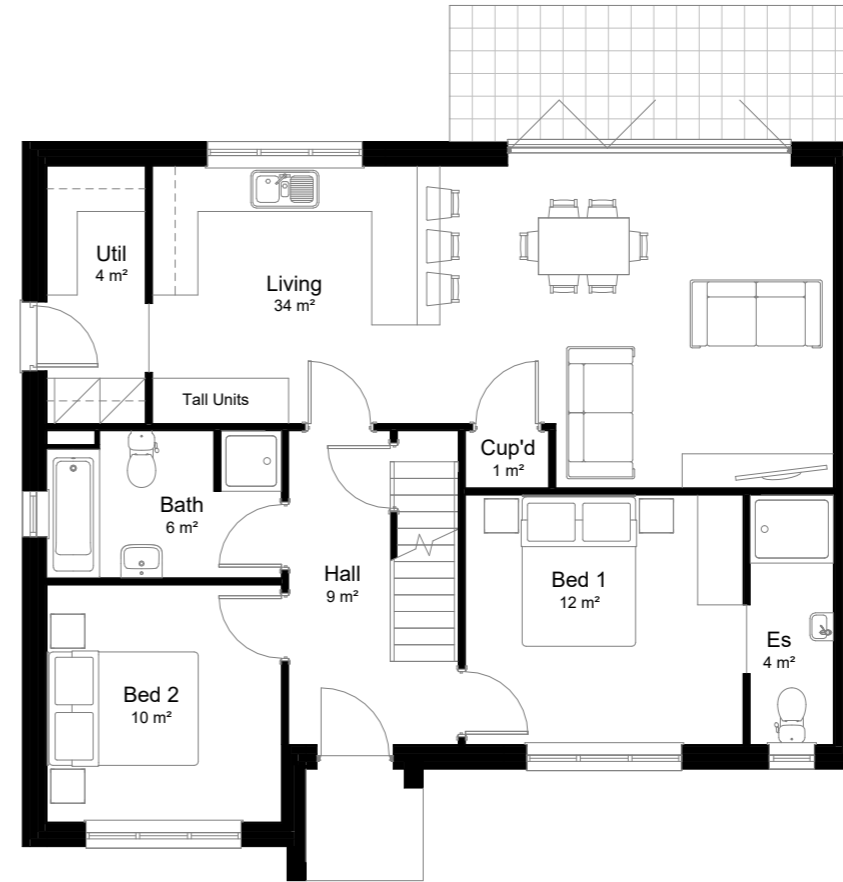 Util
4 m²
Living
34 m²
Tall Units
Cup'd
1 m²
Bath
6 m²
Hall
9 m²
Bed 1
12 m²
Es
4 m²
Bed 2
10 m²